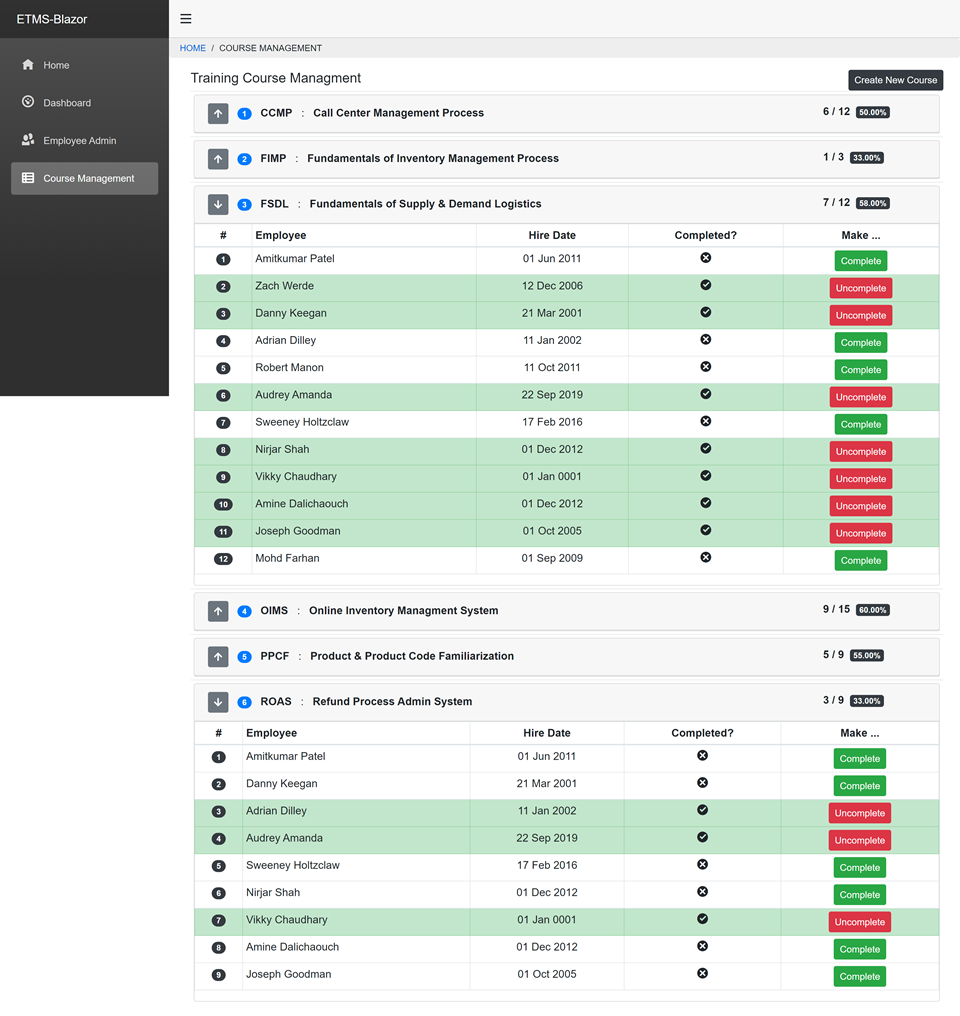 ETMS-Blazor
Home
Dashboard
Employee Admin
Course Management
HOME / COURSE MANAGEMENT
Training Course Managment
Create New Course
1 CCMP : Call Center Management Process 6 / 12 50.00%
2 FIMP : Fundamentals of Inventory Management Process 1 / 3 33.00%
3 FSDL : Fundamentals of Supply & Demand Logistics 7 / 12 58.00%
# Employee Hire Date Completed? Make ...
1 Amitkumar Patel 01 Jun 2011 Complete
2 Zach Werde 12 Dec 2006 Uncomplete
3 Danny Keegan 21 Mar 2001 Uncomplete
4 Adrian Dilley 11 Jan 2002 Complete
5 Robert Manon 11 Oct 2011 Complete
6 Audrey Amanda 22 Sep 2019 Uncomplete
7 Sweeney Holtzclaw 17 Feb 2016 Complete
8 Nirjar Shah 01 Dec 2012 Uncomplete
9 Vikky Chaudhary 01 Jan 0001 Uncomplete
10 Amine Dalichaouch 01 Dec 2012 Uncomplete
11 Joseph Goodman 01 Oct 2005 Uncomplete
12 Mohd Farhan 01 Sep 2009 Complete
4 OIMS : Online Inventory Managment System 9 / 15 60.00%
5 PPCF : Product & Product Code Familiarization 5 / 9 55.00%
6 ROAS : Refund Process Admin System 3 / 9 33.00%
# Employee Hire Date Completed? Make ...
1 Amitkumar Patel 01 Jun 2011 Complete
2 Danny Keegan 21 Mar 2001 Complete
3 Adrian Dilley 11 Jan 2002 Uncomplete
4 Audrey Amanda 22 Sep 2019 Uncomplete
5 Sweeney Holtzclaw 17 Feb 2016 Complete
6 Nirjar Shah 01 Dec 2012 Complete
7 Vikky Chaudhary 01 Jan 0001 Uncomplete
8 Amine Dalichaouch 01 Dec 2012 Complete
9 Joseph Goodman 01 Oct 2005 Complete